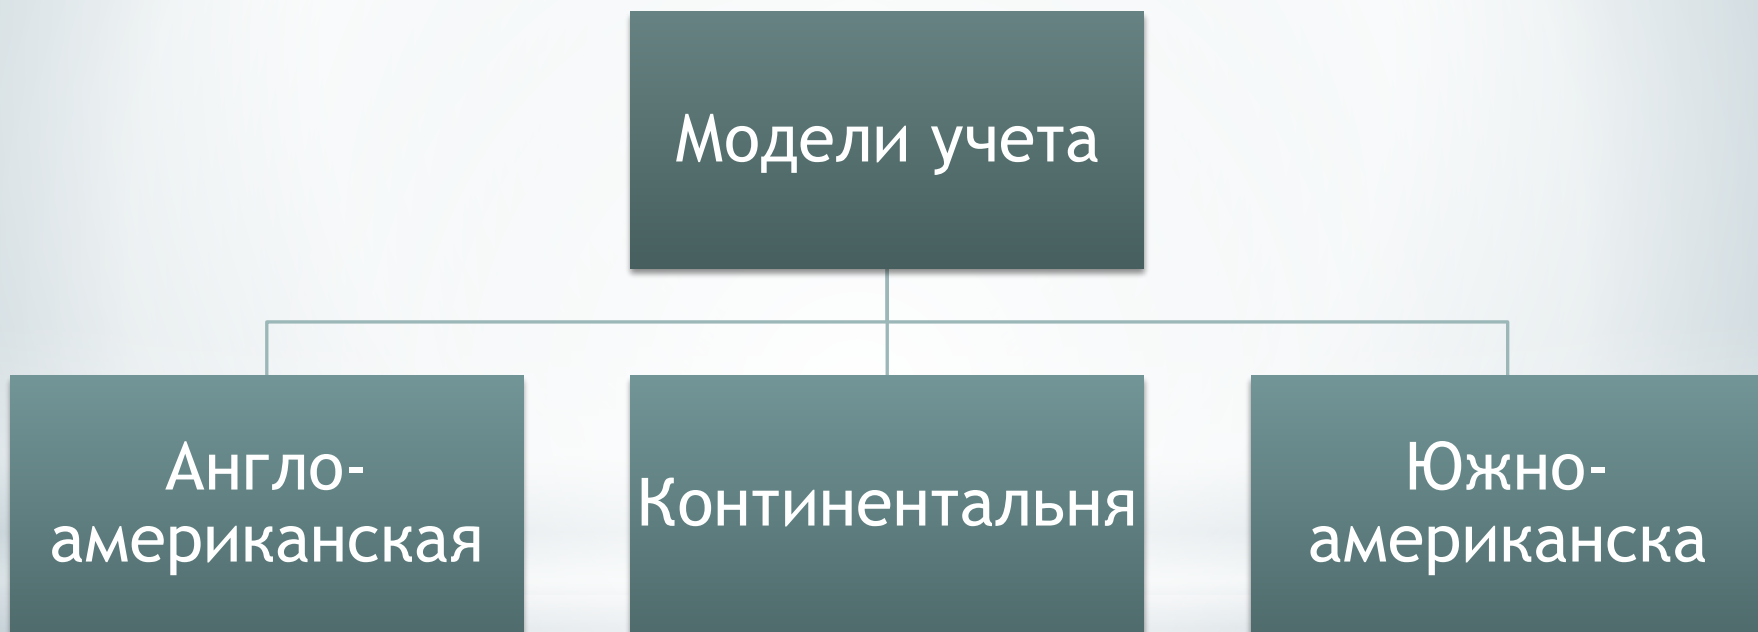 Модели учета
Англо-
американская
Континентальня
Южно-
американска